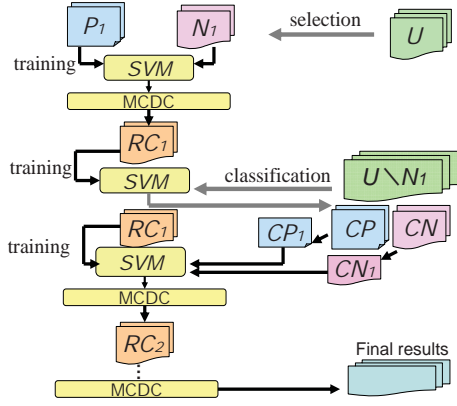 P1 N1 selection U
training
SVM
MCDC
RC1
training
classification
U\N1
SVM
RC1
CP1 CP CN
training
SVM
CN1
MCDC
RC2
Final results
MCDC